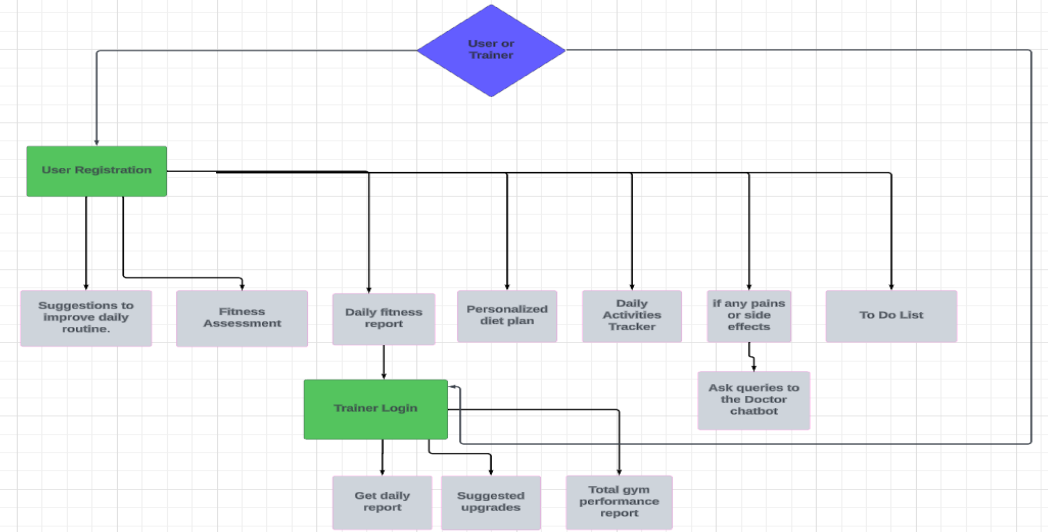 User or
Trainer
User Registration
Suggestions to
improve daily
routine.
Fitness
Assessment
Daily fitness
report
Personalized
diet plan
Daily
Activities
Tracker
if any pains
or side
effects
To Do List
Ask queries to
the Doctor
chatbot
Trainer Login
Get daily
report
Suggested
upgrades
Total gym
performance
report